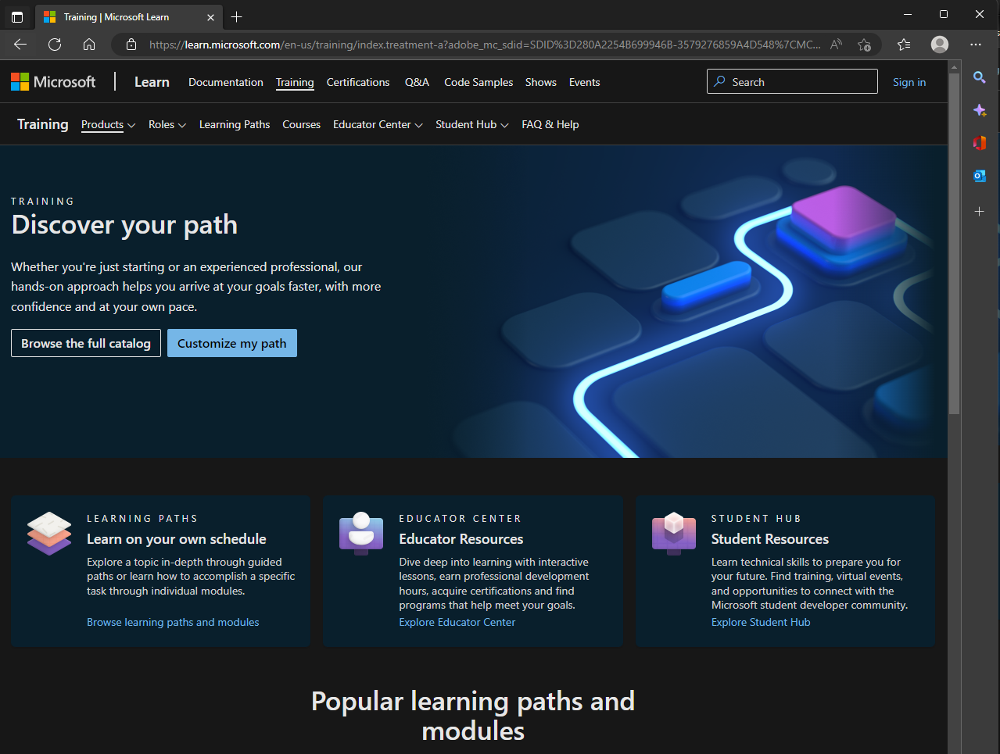 Training | Microsoft Learn
https://learn.microsoft.com/en-us/training/index.treatment-a?adobe_mc_sdid=SDID%3D280A2254B699946B-3579276859A4D548%7CMC...
Microsoft Learn Documentation Training Certifications Q&A Code Samples Shows Events Search Sign in
Training Products Roles Learning Paths Courses Educator Center Student Hub FAQ & Help
TRAINING
Discover your path
Whether you're just starting or an experienced professional, our
hands-on approach helps you arrive at your goals faster, with more
confidence and at your own pace.
Browse the full catalog Customize my path
LEARNING PATHS
Learn on your own schedule
Explore a topic in-depth through guided
paths or learn how to accomplish a specific
task through individual modules.
Browse learning paths and modules
EDUCATOR CENTER
Educator Resources
Dive deep into learning with interactive
lessons, earn professional development
hours, acquire certifications and find
programs that help meet your goals.
Explore Educator Center
STUDENT HUB
Student Resources
Learn technical skills to prepare you for
your future. Find training, virtual events,
and opportunities to connect with the
Microsoft student developer community.
Explore Student Hub
Popular learning paths and
modules